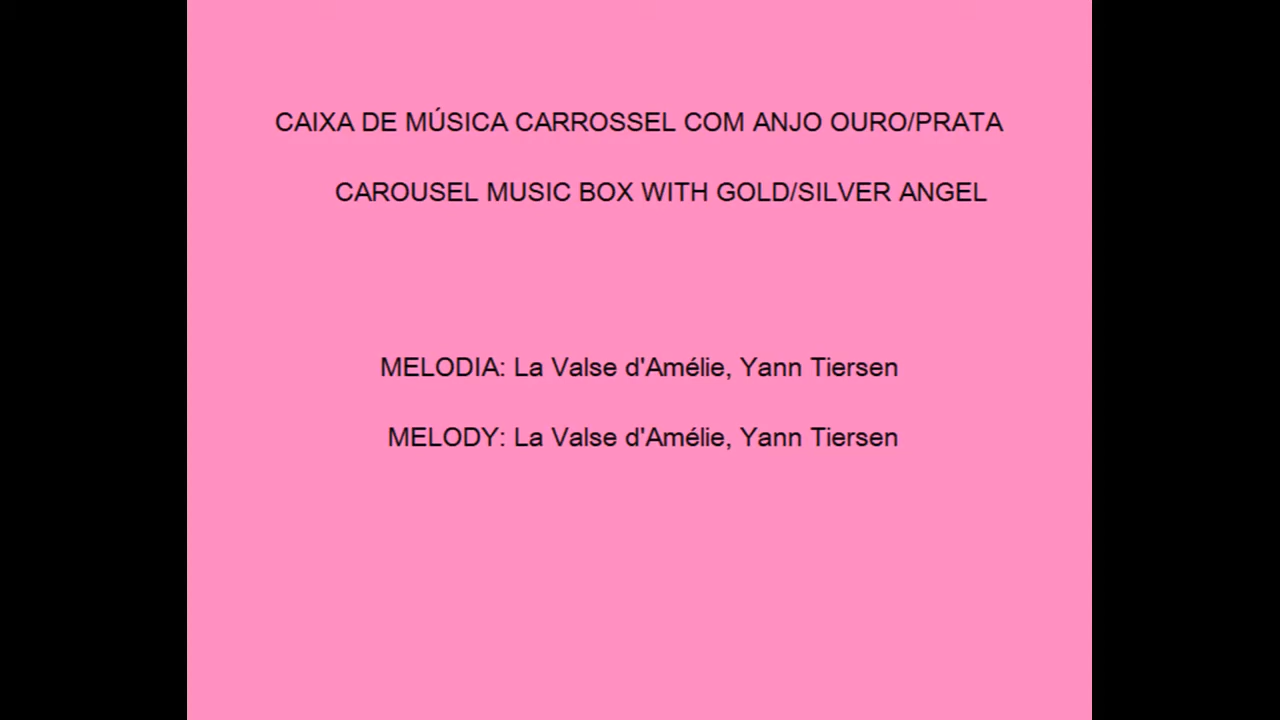 CAIXA DE MÚSICA CARROSSEL COM ANJO OURO/PRATA
CAROUSEL MUSIC BOX WITH GOLD/SILVER ANGEL
MELODIA: La Valse d'Amélie, Yann Tiersen
MELODY: La Valse d'Amélie, Yann Tiersen